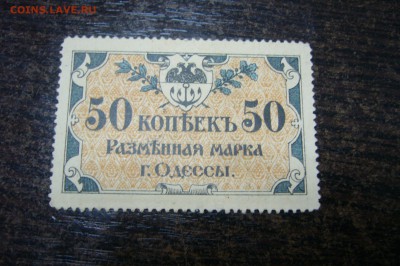 COINS.LAVE.RU
50 КОПѢЕКЪ 50
РАЗМѢННАЯ МАРКА
Г. ОДЕССЫ.